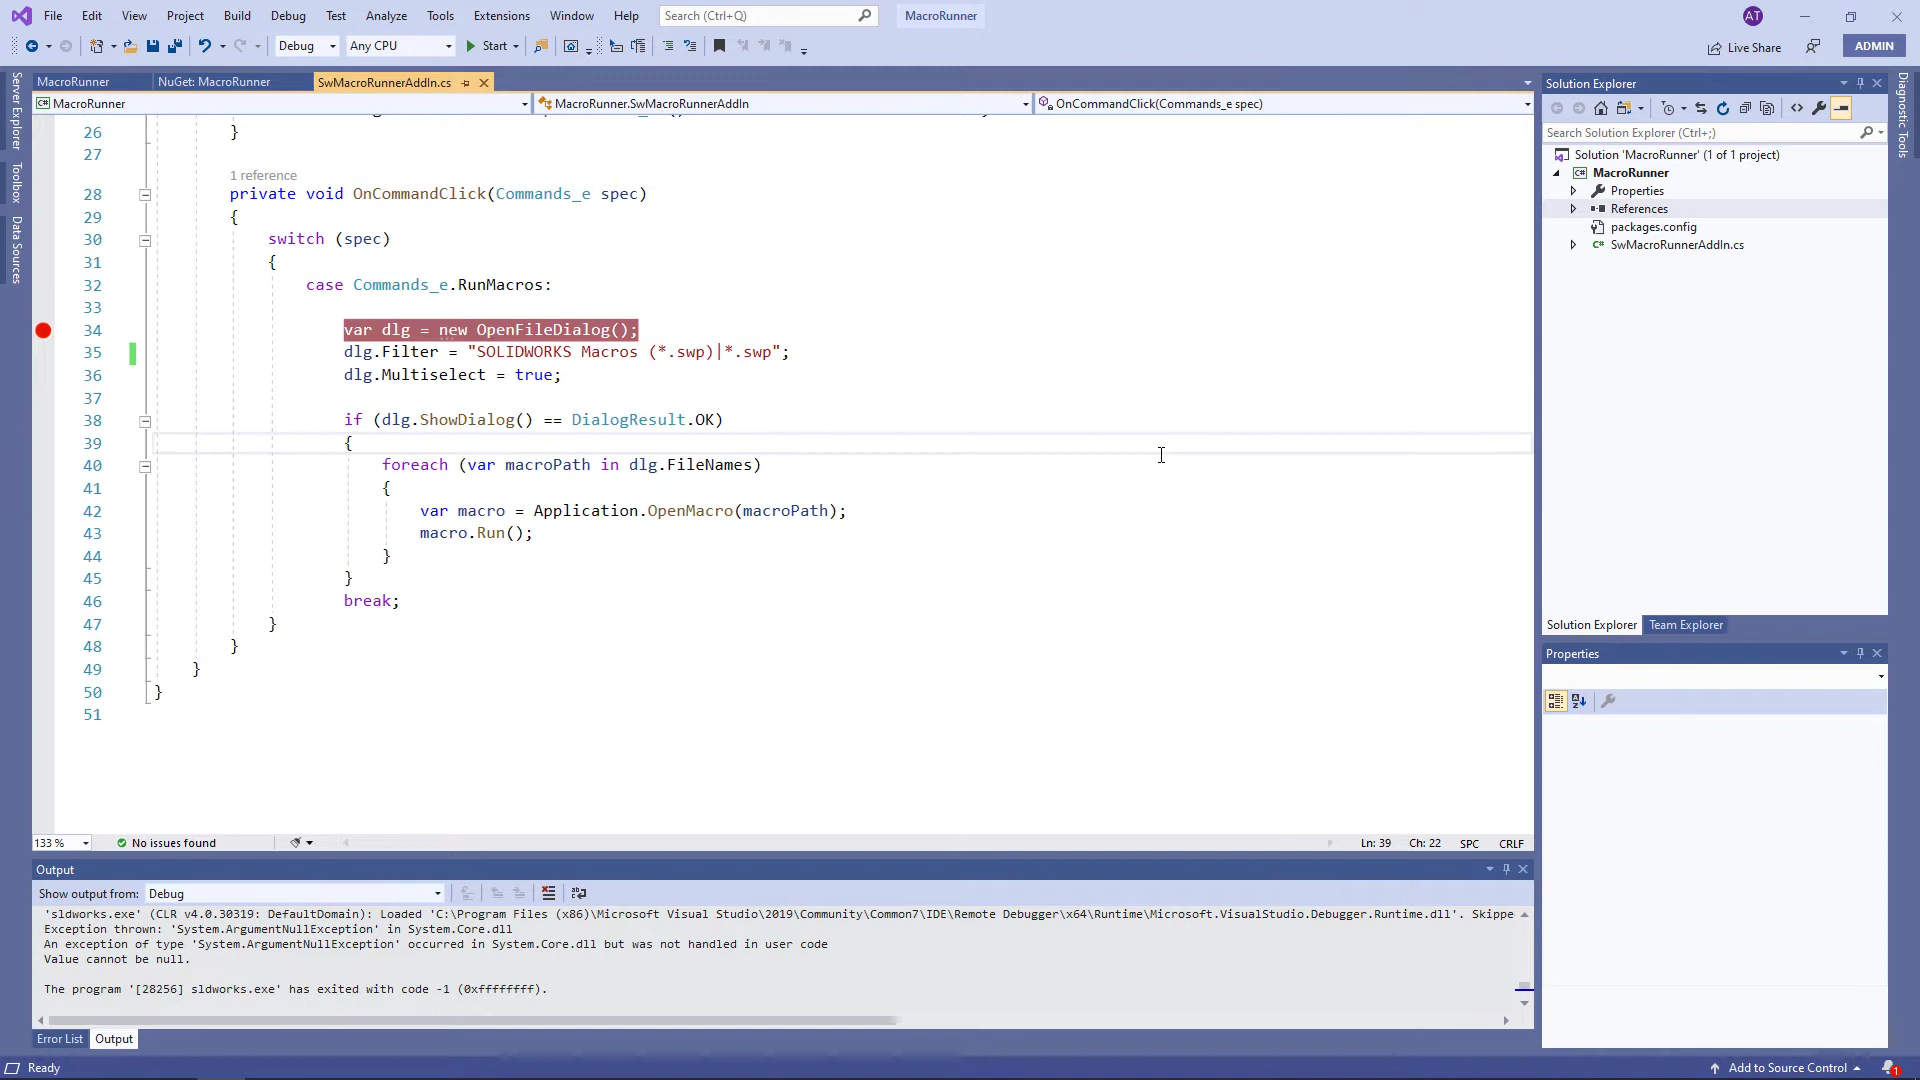 File Edit View Project Build Debug Test Analyze Tools Extensions Window Help Search (Ctrl+Q) MacroRunner AT
Debug Any CPU Start Live Share ADMIN
Server Explorer
Toolbox
Data Sources
MacroRunner NuGet: MacroRunner SwMacroRunnerAddIn.cs
MacroRunner MacroRunner.SwMacroRunnerAddIn OnCommandClick(Commands_e spec)
26 }
27
1 reference
28 private void OnCommandClick(Commands_e spec)
29 {
30 switch (spec)
31 {
32 case Commands_e.RunMacros:
33
34 var dlg = new OpenFileDialog();
35 dlg.Filter = "SOLIDWORKS Macros (*.swp)|*.swp";
36 dlg.Multiselect = true;
37
38 if (dlg.ShowDialog() == DialogResult.OK)
39 {
40 foreach (var macroPath in dlg.FileNames)
41 {
42 var macro = Application.OpenMacro(macroPath);
43 macro.Run();
44 }
45 }
46 break;
47 }
48 }
49 }
50 }
51
133 % No issues found Ln: 39 Ch: 22 SPC CRLF
Output
Show output from: Debug
'sldworks.exe' (CLR v4.0.30319: DefaultDomain): Loaded 'C:\Program Files (x86)\Microsoft Visual Studio\2019\Community\Common7\IDE\Remote Debugger\x64\Runtime\Microsoft.VisualStudio.Debugger.Runtime.dll'. Skippe
Exception thrown: 'System.ArgumentNullException' in System.Core.dll
An exception of type 'System.ArgumentNullException' occurred in System.Core.dll but was not handled in user code
Value cannot be null.
The program '[28256] sldworks.exe' has exited with code -1 (0xffffffff).
Error List Output
Ready
Solution Explorer
Search Solution Explorer (Ctrl+;)
Solution 'MacroRunner' (1 of 1 project)
MacroRunner
Properties
References
packages.config
SwMacroRunnerAddIn.cs
Solution Explorer Team Explorer
Properties
Diagnostic Tools
Add to Source Control 1